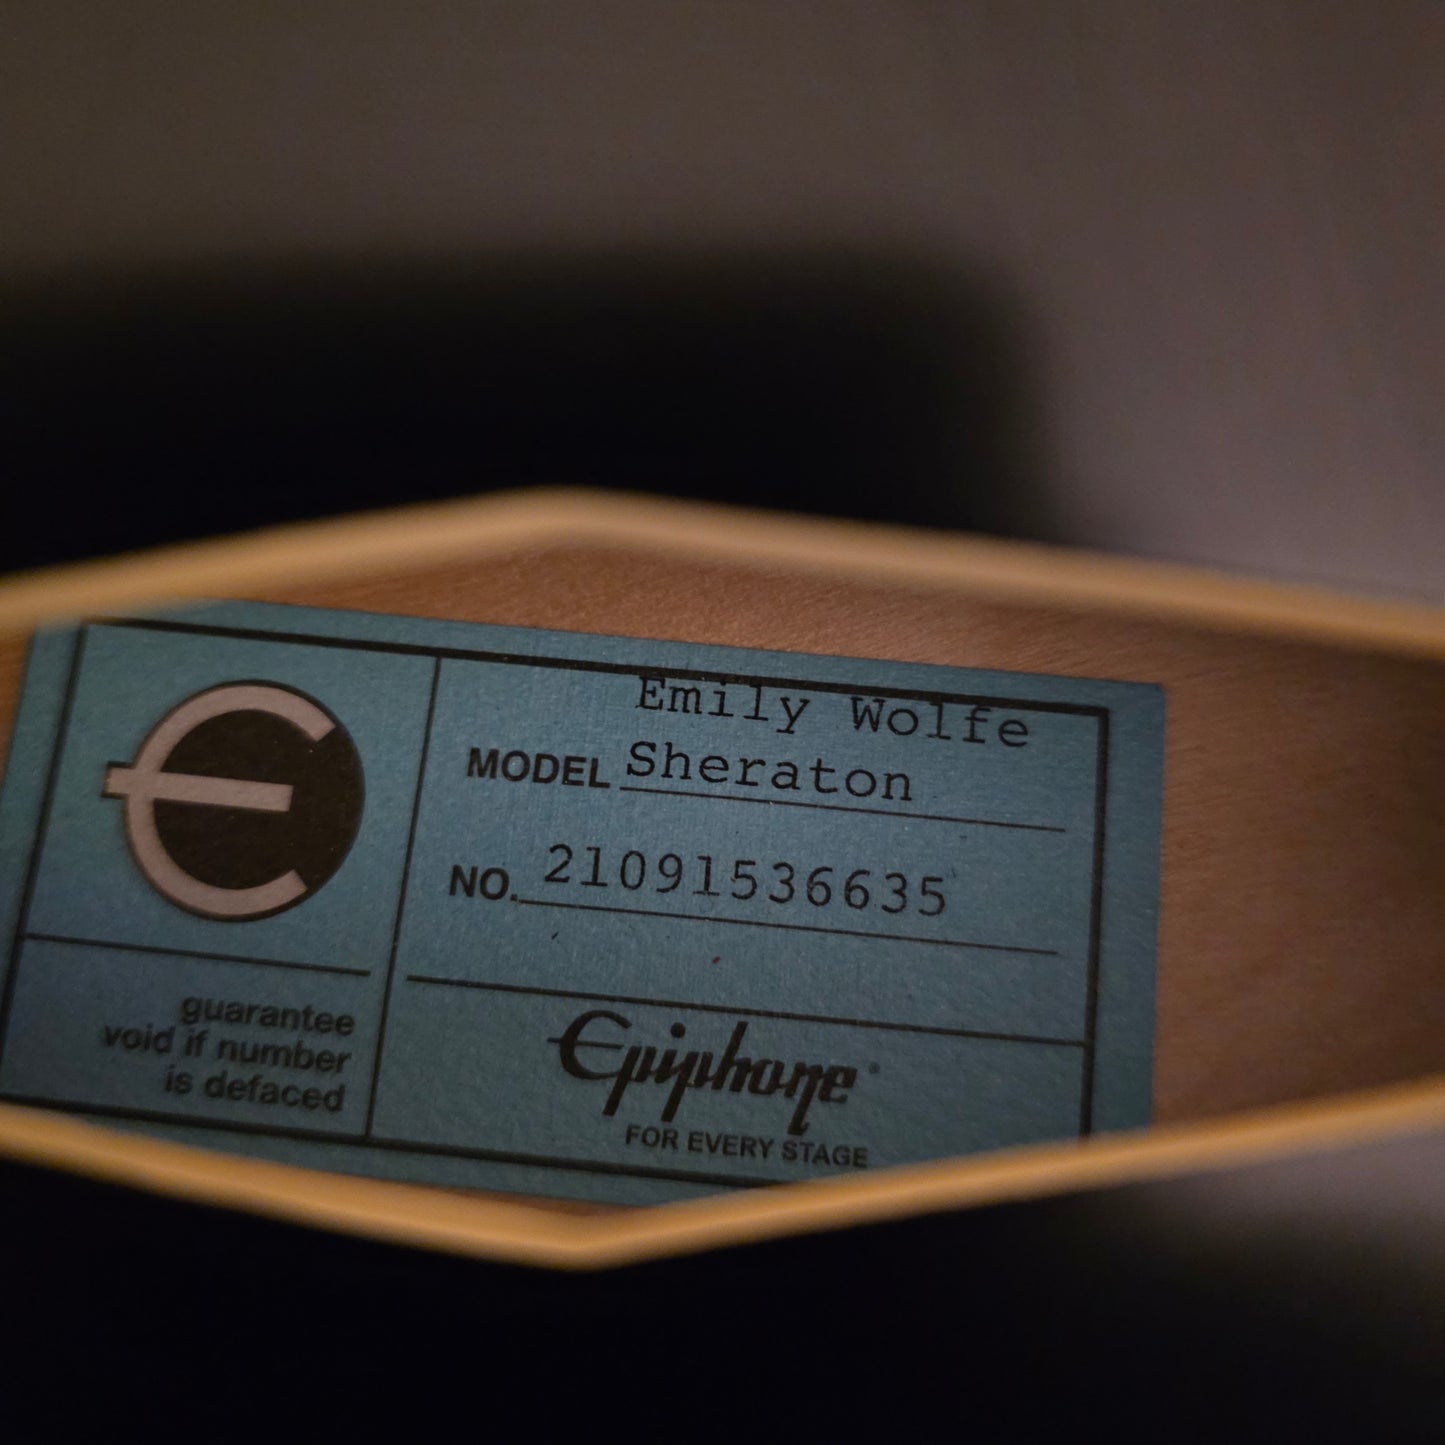 Emily Wolfe
MODEL Sheraton
NO. 21091536635
guarantee
void if number
is defaced
Epiphone
FOR EVERY STAGE